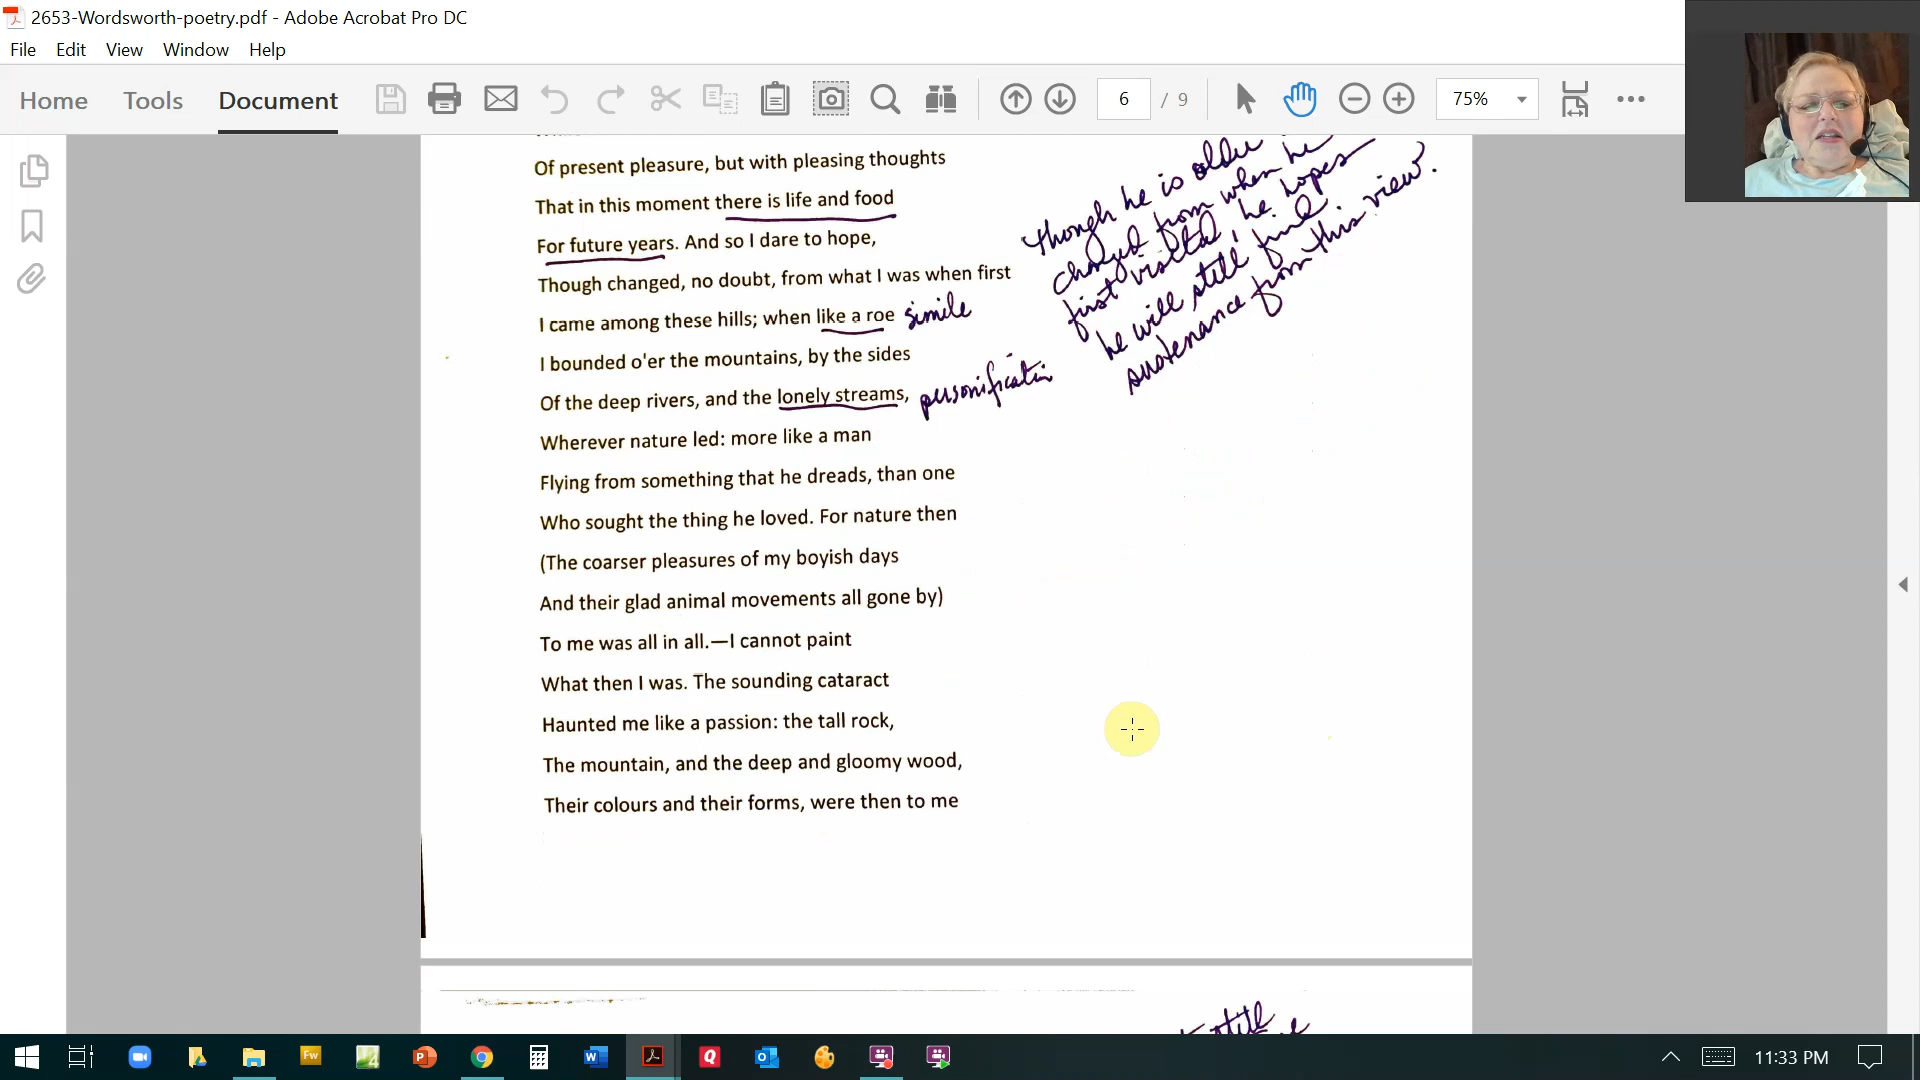 2653-Wordsworth-poetry.pdf - Adobe Acrobat Pro DC
File Edit View Window Help
Home Tools Document 6 / 9 75%
Of present pleasure, but with pleasing thoughts
That in this moment there is life and food
For future years. And so I dare to hope,
Though changed, no doubt, from what I was when first
I came among these hills; when like a roe simile
I bounded o'er the mountains, by the sides
Of the deep rivers, and the lonely streams, personification
Wherever nature led: more like a man
Flying from something that he dreads, than one
Who sought the thing he loved. For nature then
(The coarser pleasures of my boyish days
And their glad animal movements all gone by)
To me was all in all.—I cannot paint
What then I was. The sounding cataract
Haunted me like a passion: the tall rock,
The mountain, and the deep and gloomy wood,
Their colours and their forms, were then to me
though he is older
changed from when he
first visited, he hopes
he will still find
sustenance from this view.
still
Fw
11:33 PM